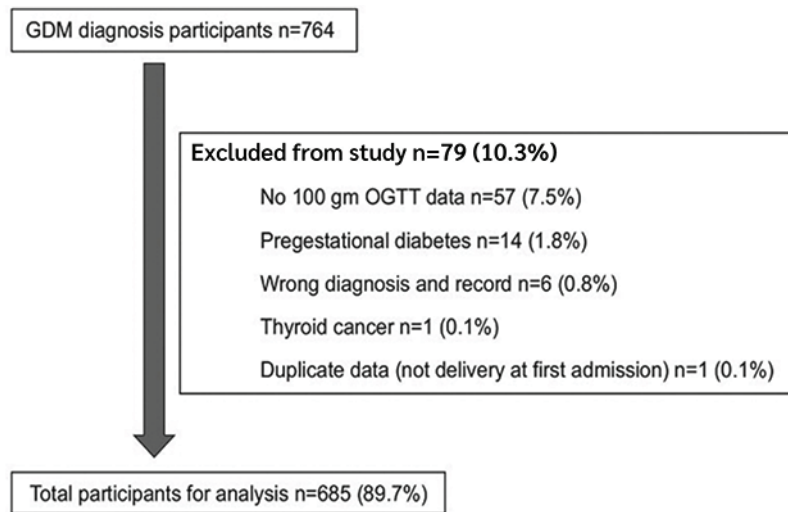 GDM diagnosis participants n=764
Excluded from study n=79 (10.3%)
No 100 gm OGTT data n=57 (7.5%)
Pregestational diabetes n=14 (1.8%)
Wrong diagnosis and record n=6 (0.8%)
Thyroid cancer n=1 (0.1%)
Duplicate data (not delivery at first admission) n=1 (0.1%)
Total participants for analysis n=685 (89.7%)